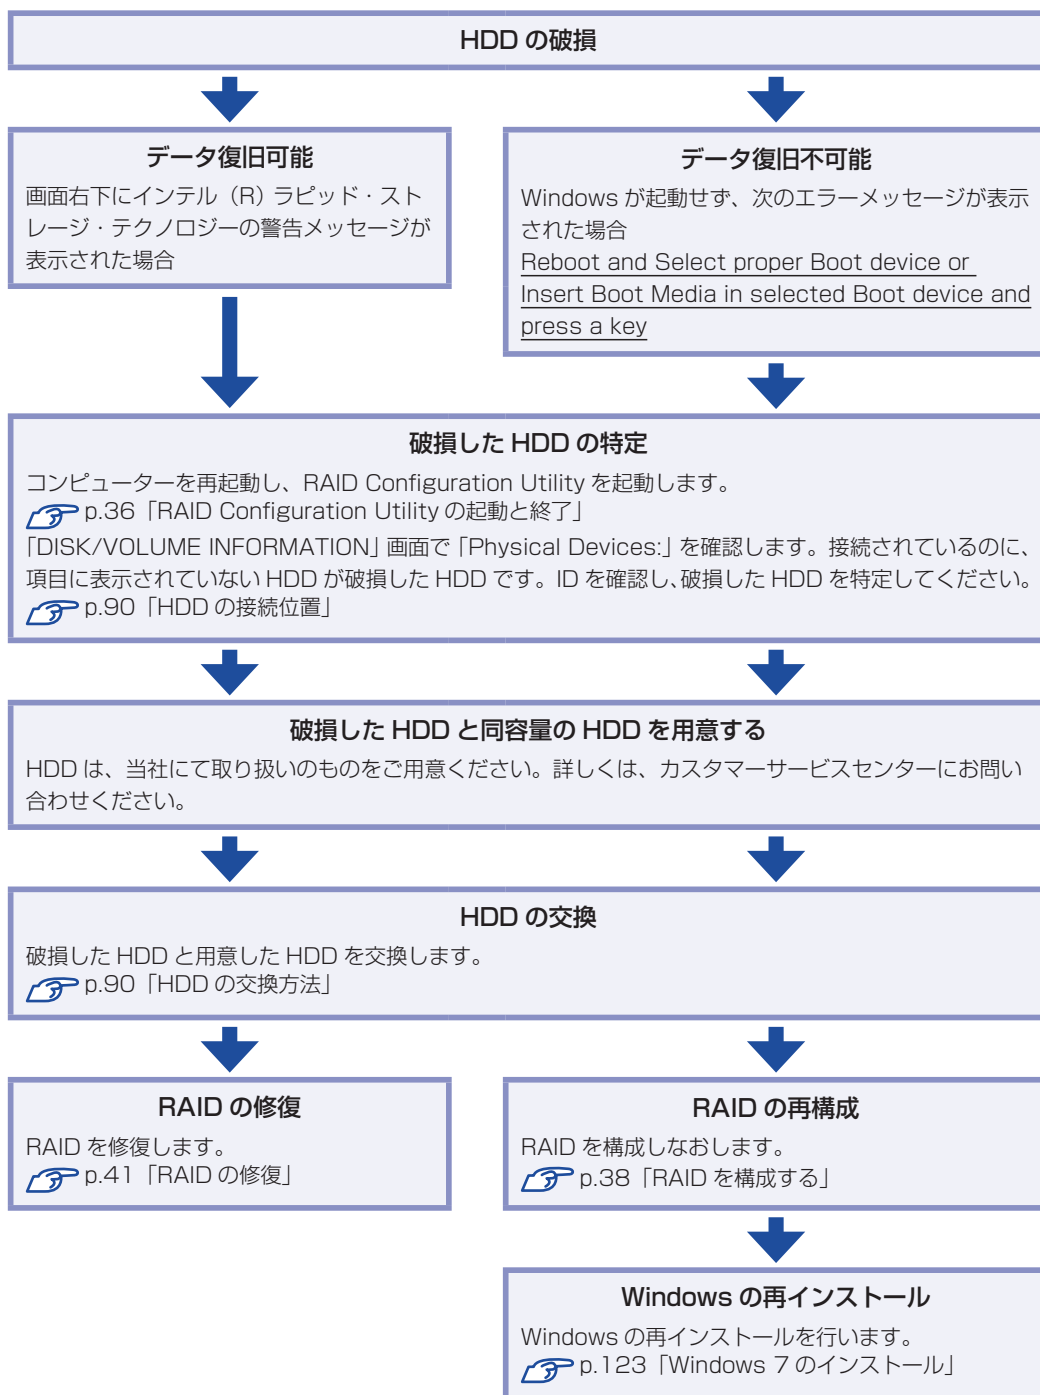 HDD の破損
データ復旧可能
画面右下にインテル（R）ラピッド・スト
レージ・テクノロジーの警告メッセージが
表示された場合
データ復旧不可能
Windows が起動せず、次のエラーメッセージが表示
された場合
Reboot and Select proper Boot device or
Insert Boot Media in selected Boot device and
press a key
破損した HDD の特定
コンピューターを再起動し、RAID Configuration Utility を起動します。
p.36「RAID Configuration Utility の起動と終了」
「DISK/VOLUME INFORMATION」画面で「Physical Devices:」を確認します。接続されているのに、
項目に表示されていない HDD が破損した HDD です。ID を確認し、破損した HDD を特定してください。
p.90「HDD の接続位置」
破損した HDD と同容量の HDD を用意する
HDD は、当社にて取り扱いのものをご用意ください。詳しくは、カスタマーサービスセンターにお問い
合わせください。
HDD の交換
破損した HDD と用意した HDD を交換します。
p.90「HDD の交換方法」
RAID の修復
RAID を修復します。
p.41「RAID の修復」
RAID の再構成
RAID を構成しなおします。
p.38「RAID を構成する」
Windows の再インストール
Windows の再インストールを行います。
p.123「Windows 7 のインストール」